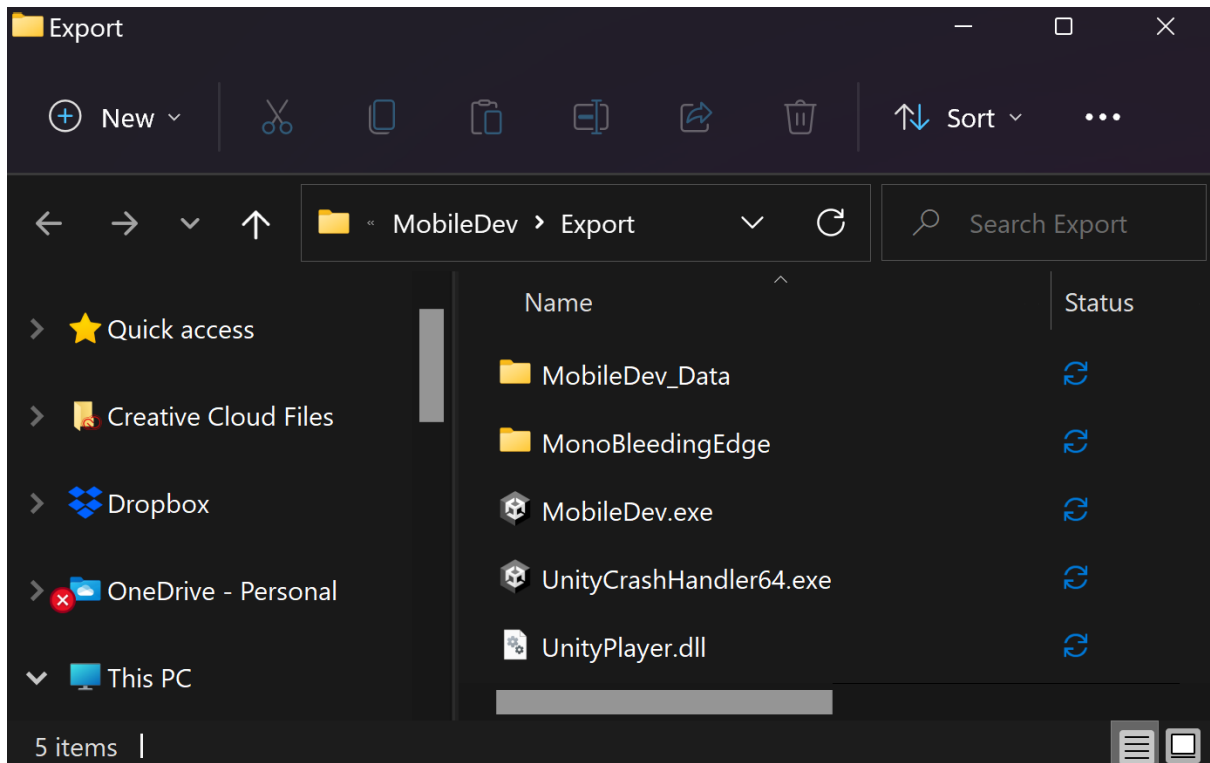 Export
New
Sort
« MobileDev > Export
Search Export
Name
Status
Quick access
Creative Cloud Files
Dropbox
OneDrive - Personal
This PC
MobileDev_Data
MonoBleedingEdge
MobileDev.exe
UnityCrashHandler64.exe
UnityPlayer.dll
5 items